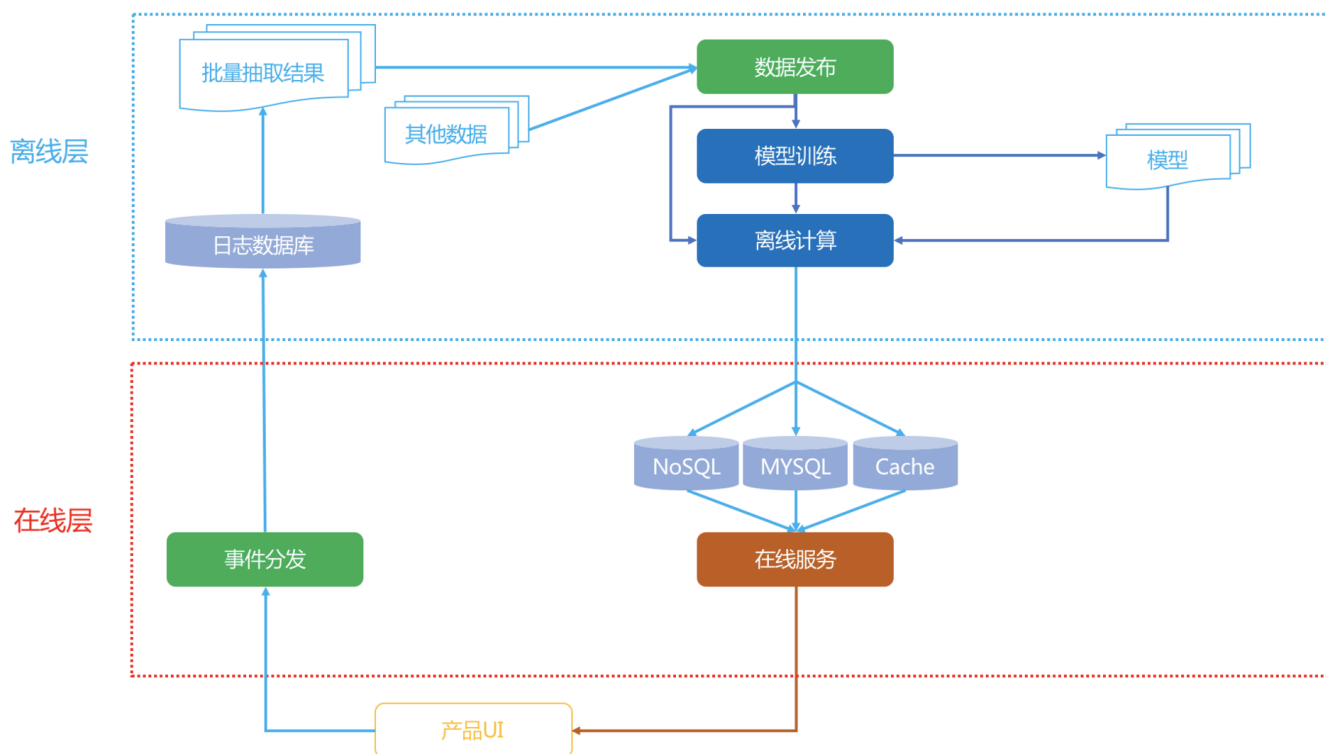 批量抽取结果
数据发布
其他数据
离线层
模型训练
模型
日志数据库
离线计算
NoSQL
MYSQL
Cache
在线层
事件分发
在线服务
产品UI